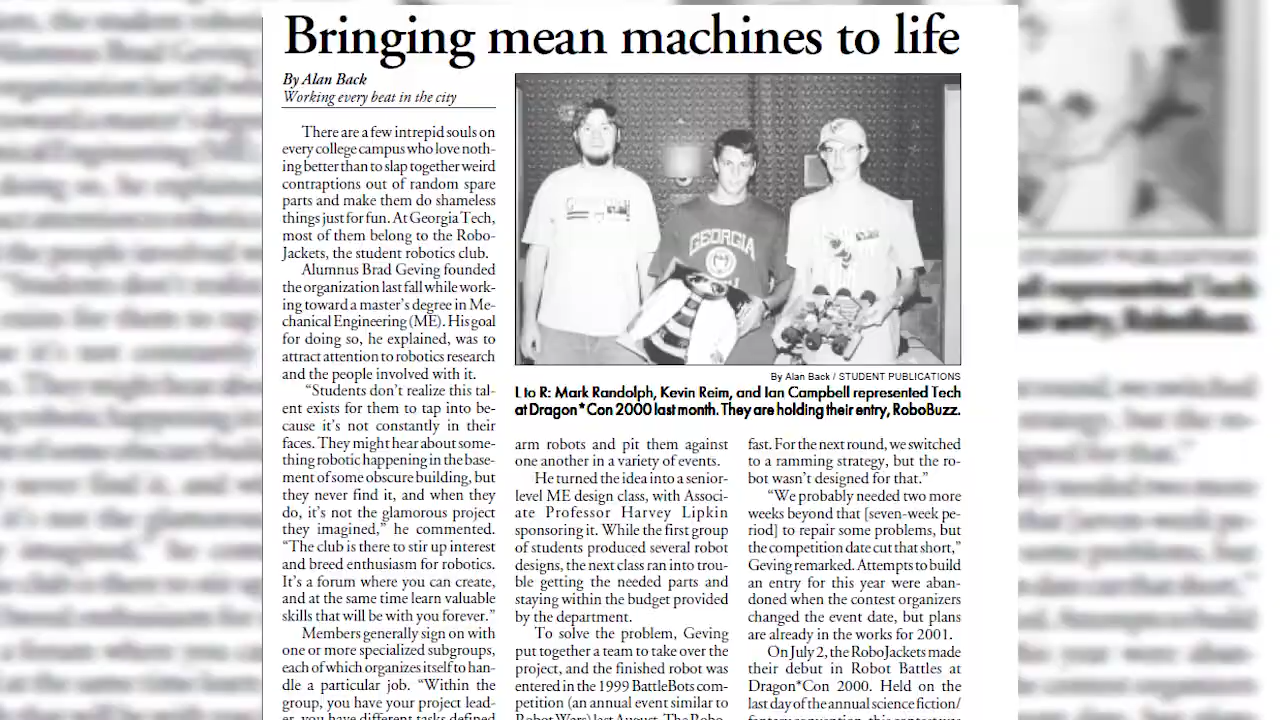 Bringing mean machines to life
By Alan Back
Working every beat in the city
There are a few intrepid souls on
every college campus who love noth-
ing better than to slap together weird
contraptions out of random spare
parts and make them do shameless
things just for fun. At Georgia Tech,
most of them belong to the Robo-
Jackets, the student robotics club.
Alumnus Brad Geving founded
the organization last fall while work-
ing toward a master's degree in Me-
chanical Engineering (ME). His goal
for doing so, he explained, was to
attract attention to robotics research
and the people involved with it.
"Students don't realize this tal-
ent exists for them to tap into be-
cause it's not constantly in their
faces. They might hear about some-
thing robotic happening in the base-
ment of some obscure building, but
they never find it, and when they
do, it's not the glamorous project
they imagined," he commented.
"The club is there to stir up interest
and breed enthusiasm for robotics.
It's a forum where you can create,
and at the same time learn valuable
skills that will be with you forever."
Members generally sign on with
one or more specialized subgroups,
each of which organizes itself to han-
dle a particular job. "Within the
group, you have your project lead-
er, you have different tasks defined
GEORGIA
By Alan Back / STUDENT PUBLICATIONS
L to R: Mark Randolph, Kevin Reim, and Ian Campbell represented Tech
at Dragon*Con 2000 last month. They are holding their entry, RoboBuzz.
arm robots and pit them against
one another in a variety of events.
He turned the idea into a senior-
level ME design class, with Associ-
ate Professor Harvey Lipkin
sponsoring it. While the first group
of students produced several robot
designs, the next class ran into trou-
ble getting the needed parts and
staying within the budget provided
by the department.
To solve the problem, Geving
put together a team to take over the
project, and the finished robot was
entered in the 1999 BattleBots com-
petition (an annual event similar to
Robot Wars) last August. The Robo-
fast. For the next round, we switched
to a ramming strategy, but the ro-
bot wasn't designed for that."
"We probably needed two more
weeks beyond that [seven-week pe-
riod] to repair some problems, but
the competition date cut that short,"
Geving remarked. Attempts to build
an entry for this year were aban-
doned when the contest organizers
changed the event date, but plans
are already in the works for 2001.
On July 2, the RoboJackets made
their debut in Robot Battles at
Dragon*Con 2000. Held on the
last day of the annual science fiction/
fantasy convention, this contest was